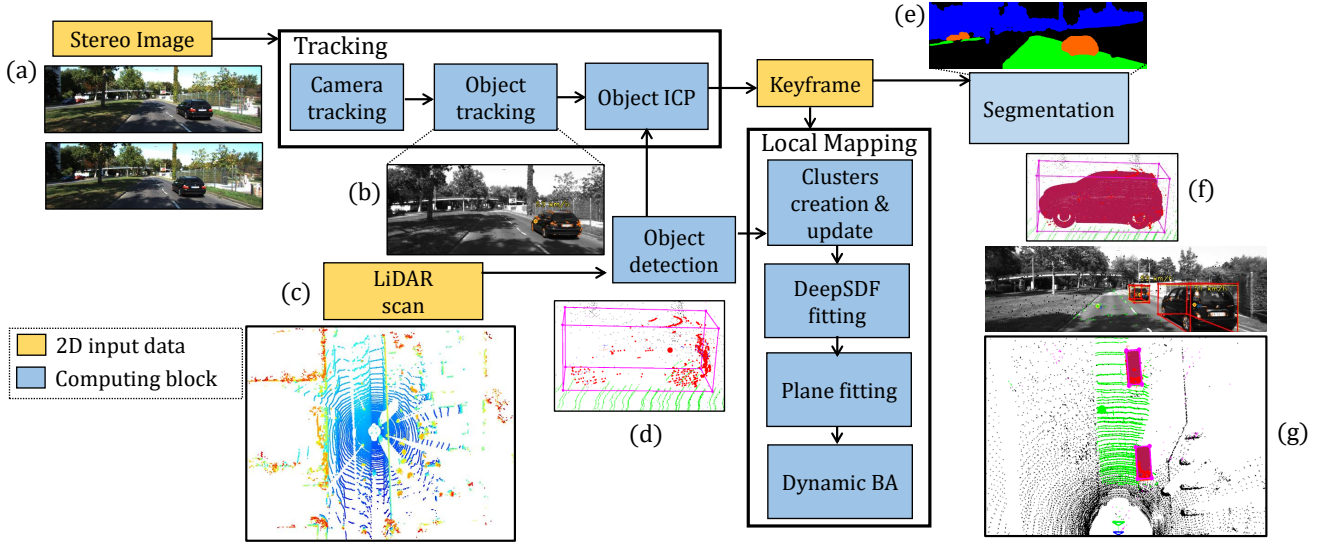 (e)
Stereo Image
Tracking
(a)
Camera
tracking
Object
tracking
Object ICP
Keyframe
Segmentation
Local Mapping
(b)
Clusters
creation &
update
(f)
Object
detection
(c)
LiDAR
scan
DeepSDF
fitting
2D input data
Computing block
Plane fitting
(d)
(g)
Dynamic BA